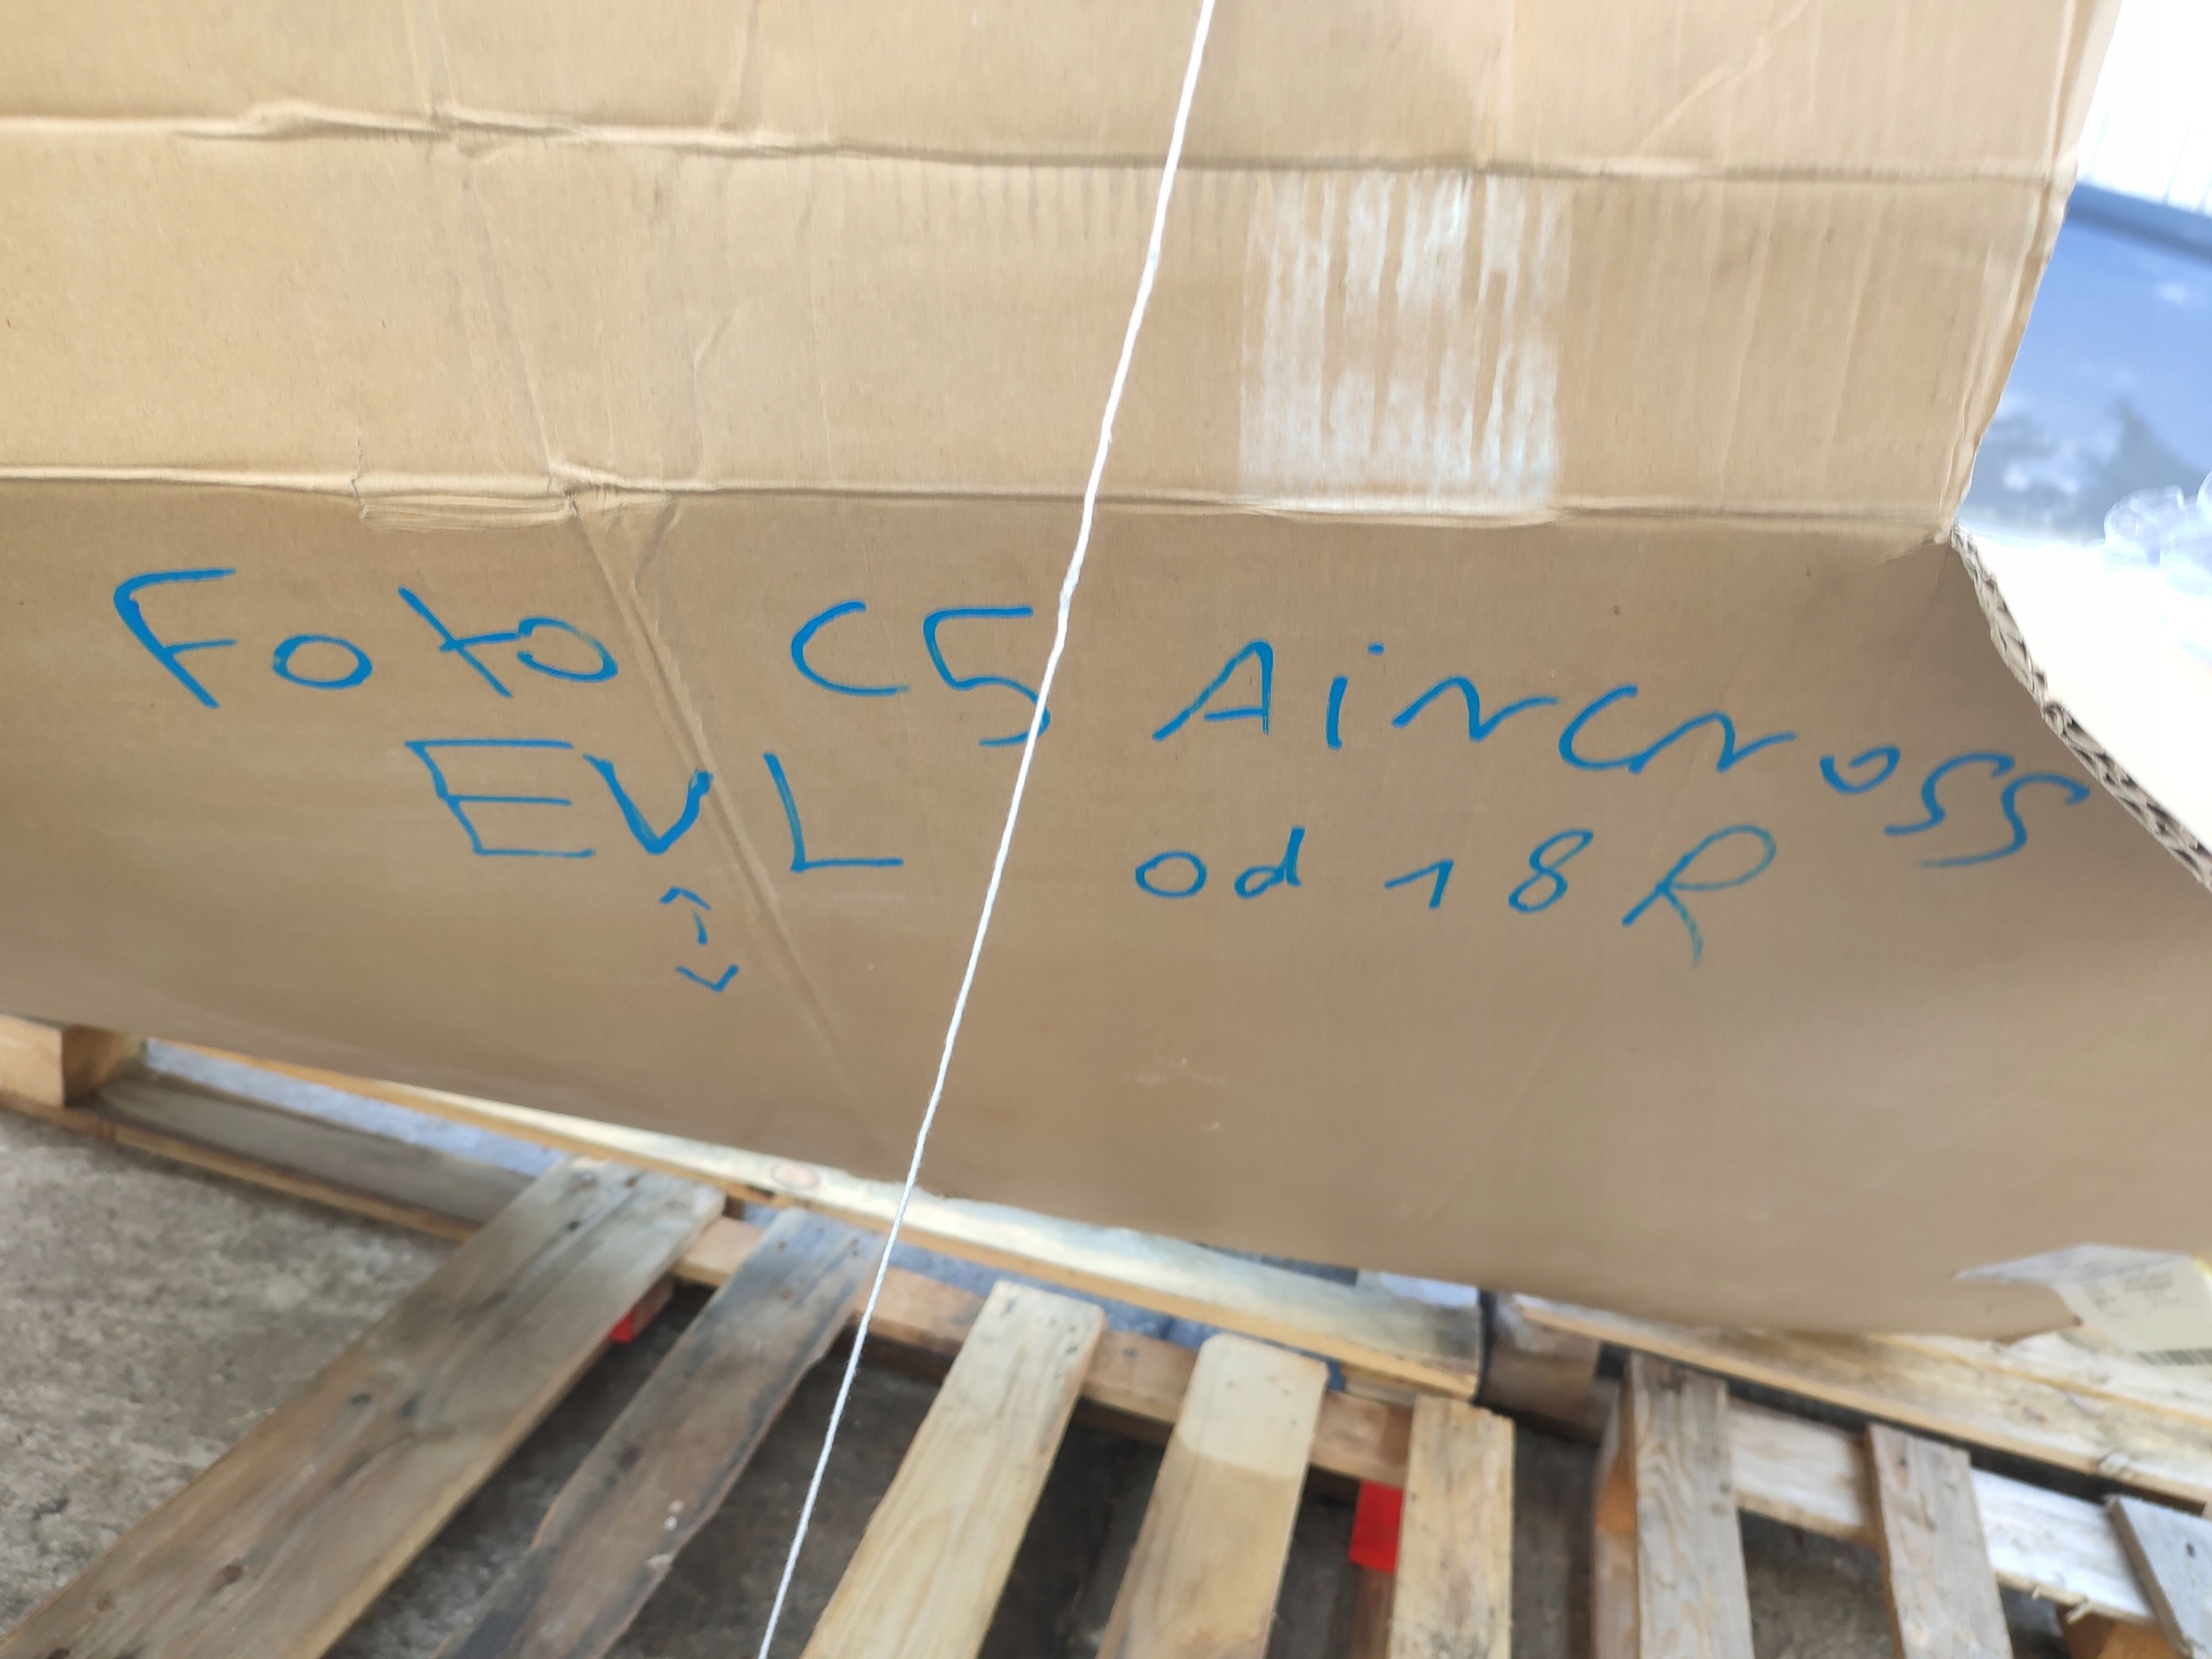 Foto C5 Aircross
EVL od 18R